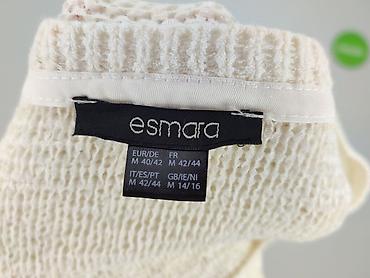 esmara
EUR/DE FR
M 40/42 M 42/44
IT/ES/PT GB/IE/NI
M 42/44 M 14/16